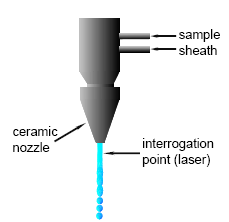 sample
sheath
ceramic
nozzle
interrogation
point (laser)